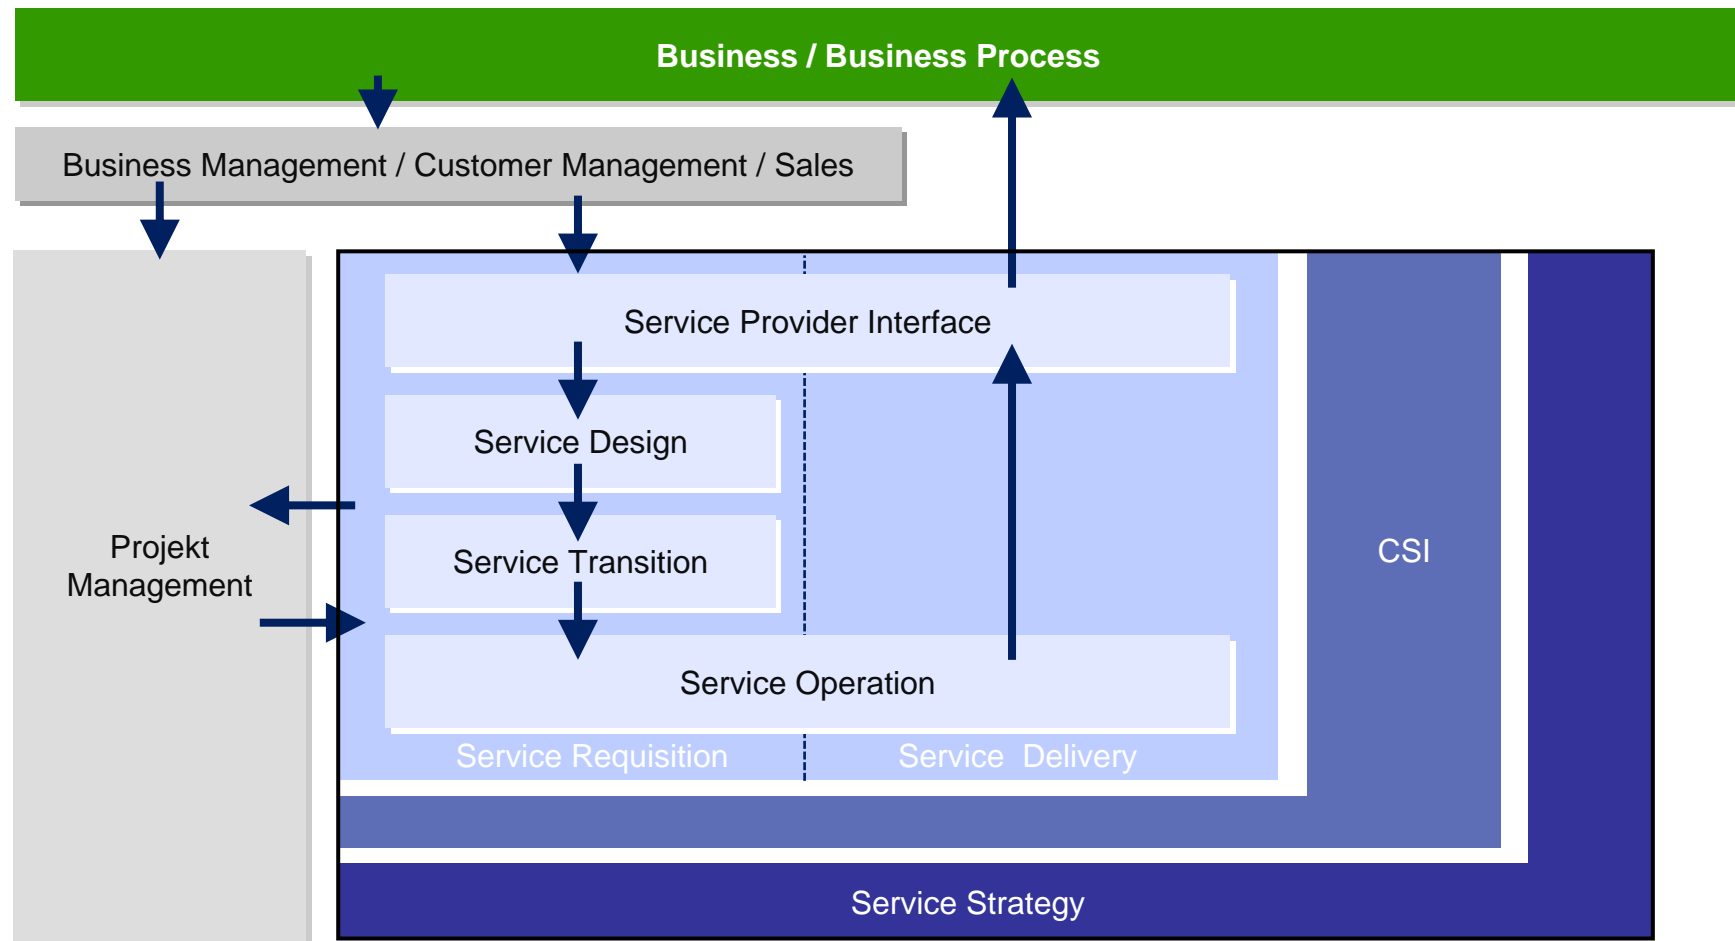 Business / Business Process
Business Management / Customer Management / Sales
Service Provider Interface
Service Design
Service Transition
Projekt
Management
CSI
Service Operation
Service Requisition
Service Delivery
Service Strategy